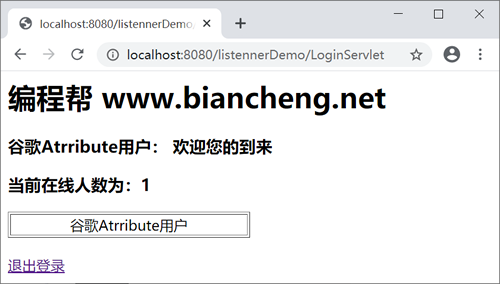 localhost:8080/listennerDemo,
localhost:8080/listennerDemo/LoginServlet
编程帮 www.biancheng.net
谷歌Atrribute用户： 欢迎您的到来
当前在线人数为：1
谷歌Atrribute用户
退出登录